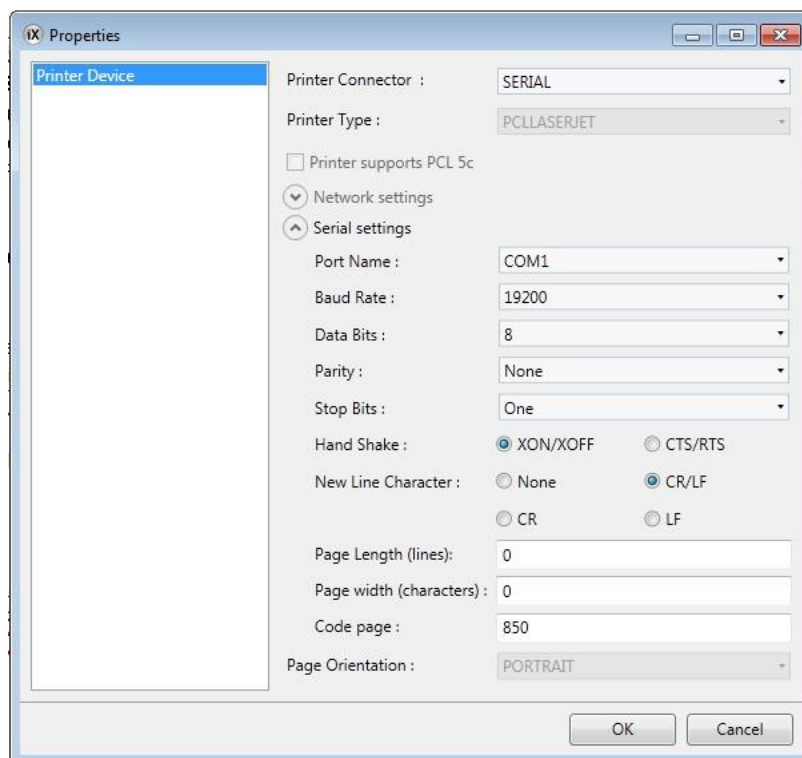 iX Properties
Printer Device
Printer Connector :
SERIAL
Printer Type :
PCLLASERJET
Printer supports PCL 5c
Network settings
Serial settings
Port Name :
COM1
Baud Rate :
19200
Data Bits :
8
Parity :
None
Stop Bits :
One
Hand Shake :
XON/XOFF
CTS/RTS
New Line Character :
None
CR/LF
CR
LF
Page Length (lines):
0
Page width (characters) :
0
Code page :
850
Page Orientation :
PORTRAIT
OK
Cancel